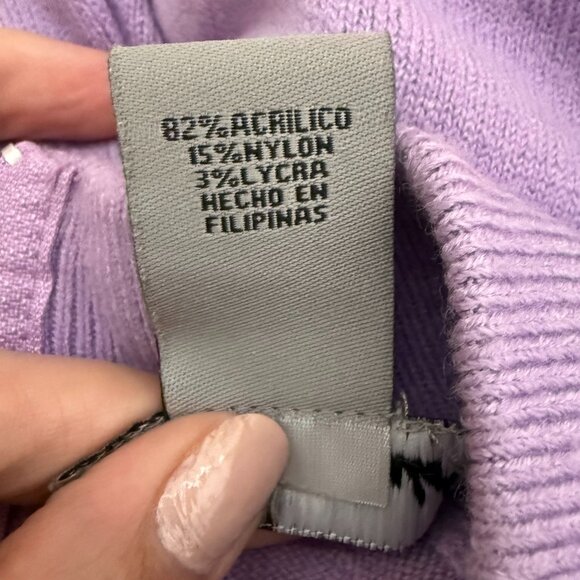 82%ACRILICO
15%NYLON
3%LYCRA
HECHO EN
FILIPINAS